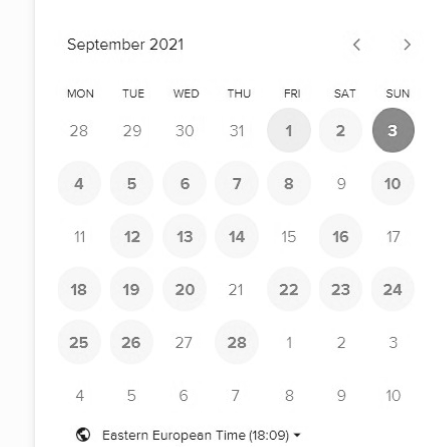 September 2021
MON TUE WED THU FRI SAT SUN
28 29 30 31 1 2 3
4 5 6 7 8 9 10
11 12 13 14 15 16 17
18 19 20 21 22 23 24
25 26 27 28 1 2 3
4 5 6 7 8 9 10
Eastern European Time (18:09)